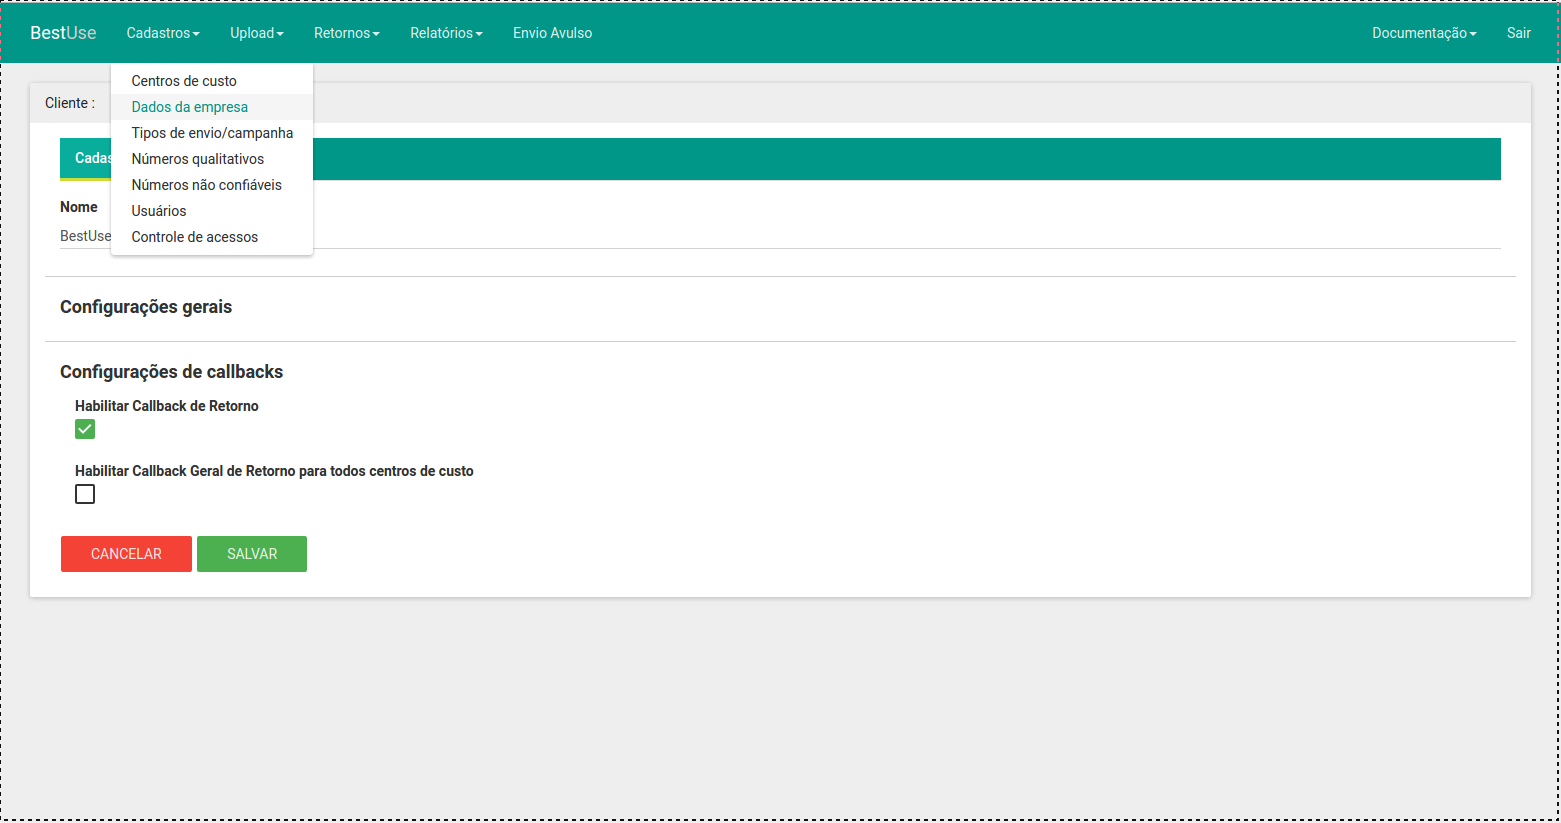 BestUse Cadastros Upload Retornos Relatórios Envio Avulso Documentação Sair
Centros de custo
Cliente :
Dados da empresa
Tipos de envio/campanha
Cadas
Números qualitativos
Números não confiáveis
Nome
Usuários
BestUse
Controle de acessos
Configurações gerais
Configurações de callbacks
Habilitar Callback de Retorno
Habilitar Callback Geral de Retorno para todos centros de custo
CANCELAR SALVAR